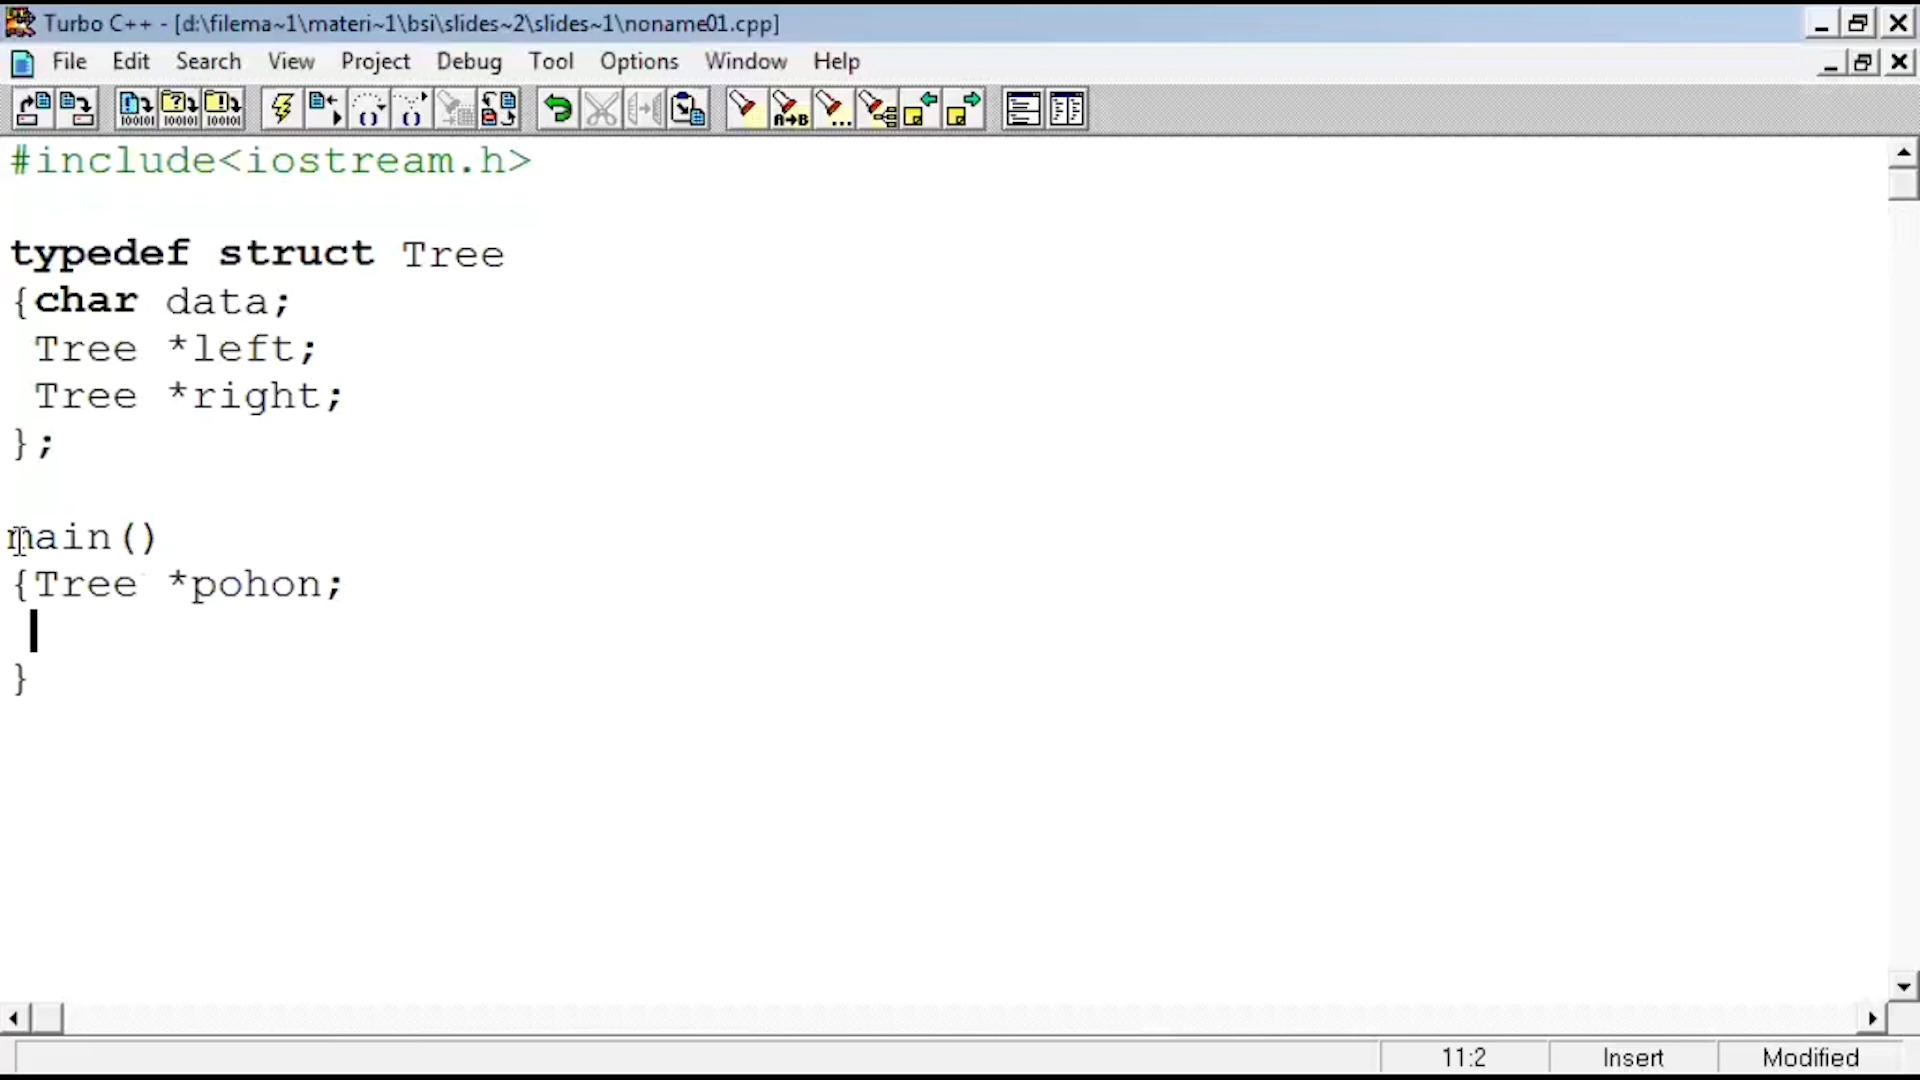 Turbo C++ - [d:\filema~1\materi~1\bsi\slides~2\slides~1\noname01.cpp]
File Edit Search View Project Debug Tool Options Window Help
#include<iostream.h>
typedef struct Tree
{char data;
Tree *left;
Tree *right;
};
main()
{Tree *pohon;
}
11:2 Insert Modified